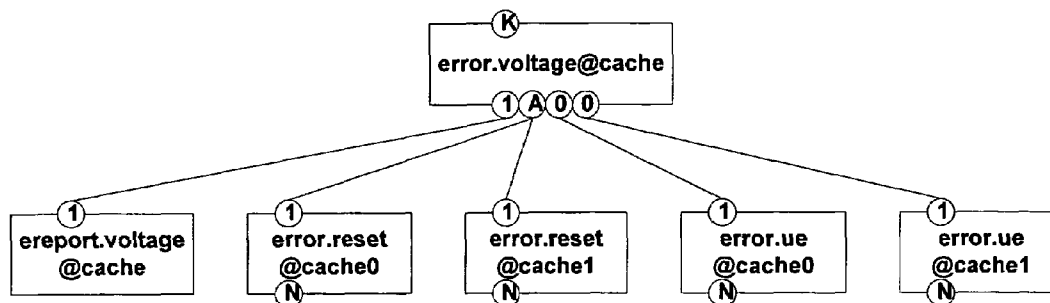 K
error.voltage@cache
1 A 0 0
1 1 1 1 1
ereport.voltage
@cache
error.reset
@cache0
error.reset
@cache1
error.ue
@cache0
error.ue
@cache1
N N N N